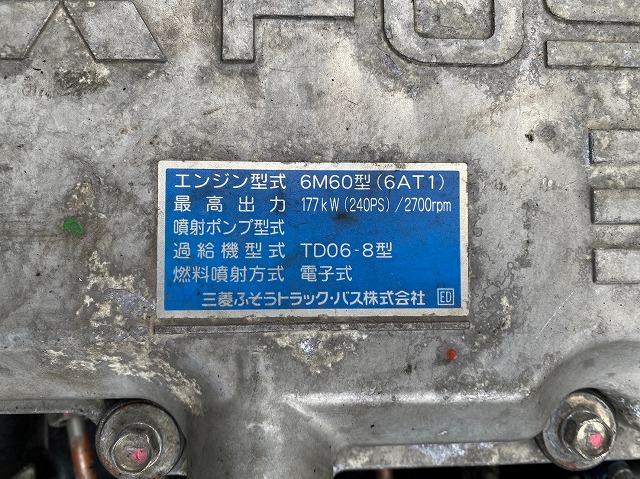 FUS
エンジン型式 6M60型(6AT1)
最高出力 177kW(240PS)/2700rpm
噴射ポンプ型式
過給機型式 TD06-8型
燃料噴射方式 電子式
三菱ふそうトラック・バス株式会社 ED